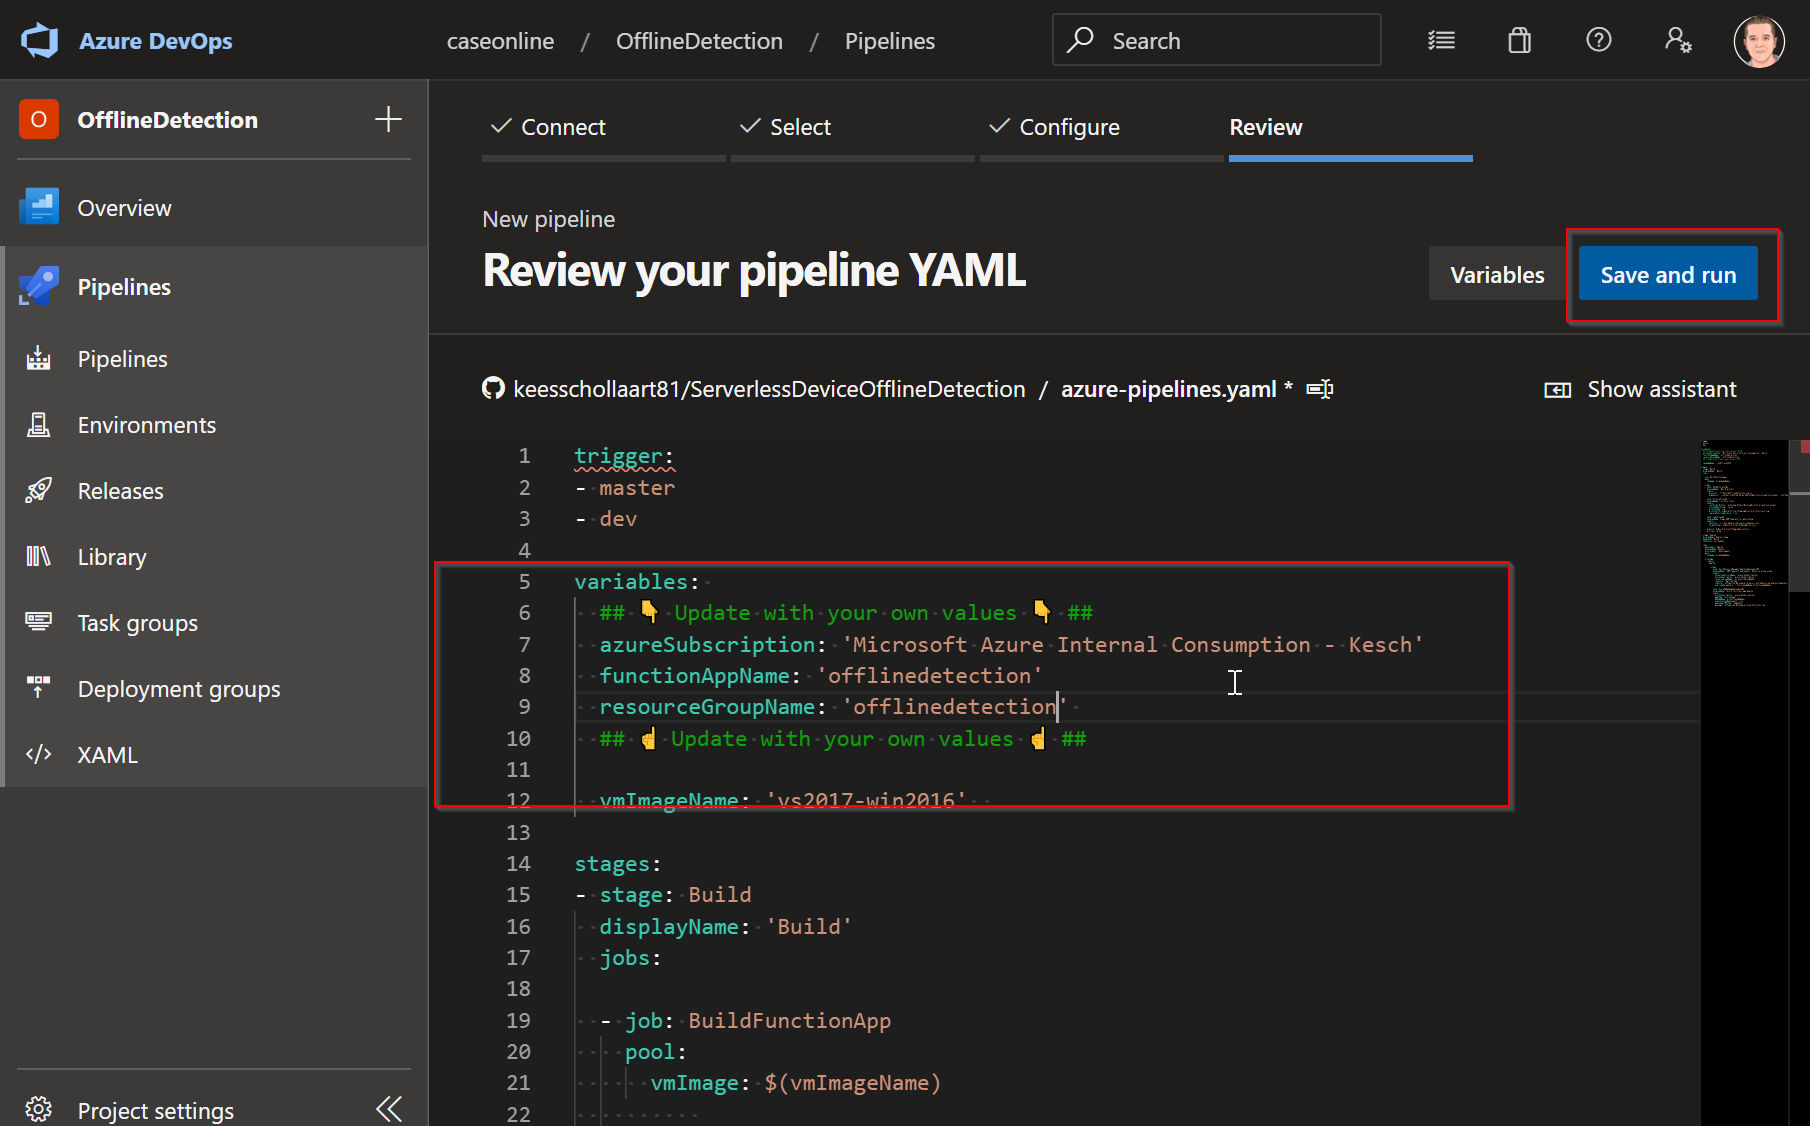 Azure DevOps
caseonline / OfflineDetection / Pipelines
Search
O OfflineDetection
Overview
Pipelines
Pipelines
Environments
Releases
Library
Task groups
Deployment groups
XAML
Project settings
Connect
Select
Configure
Review
New pipeline
Review your pipeline YAML
Variables
Save and run
keesschollaart81/ServerlessDeviceOfflineDetection / azure-pipelines.yaml *
Show assistant
1 trigger:
2 - master
3 - dev
4
5 variables:
6 ## 👇 Update with your own values 👇 ##
7 azureSubscription: 'Microsoft Azure Internal Consumption - Kesch'
8 functionAppName: 'offlinedetection'
9 resourceGroupName: 'offlinedetection'
10 ## ☝ Update with your own values ☝ ##
11
12 vmImageName: 'vs2017-win2016'
13
14 stages:
15 - stage: Build
16 displayName: 'Build'
17 jobs:
18
19 - job: BuildFunctionApp
20 pool:
21 vmImage: $(vmImageName)
22